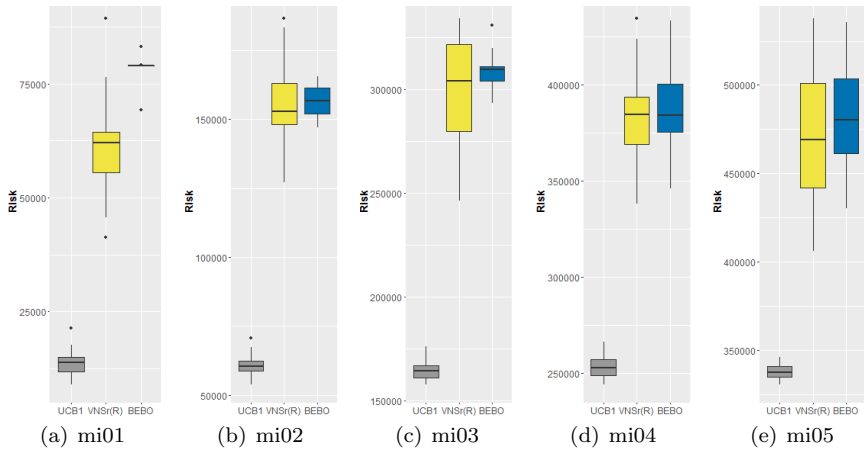 Risk
75000
50000
25000
UCB1 VNSr(R) BEBO
(a) mi01
Risk
150000
100000
50000
UCB1 VNSr(R) BEBO
(b) mi02
Risk
300000
250000
200000
150000
UCB1 VNSr(R) BEBO
(c) mi03
Risk
400000
350000
300000
250000
UCB1 VNSr(R) BEBO
(d) mi04
Risk
500000
450000
400000
350000
UCB1 VNSr(R) BEBO
(e) mi05